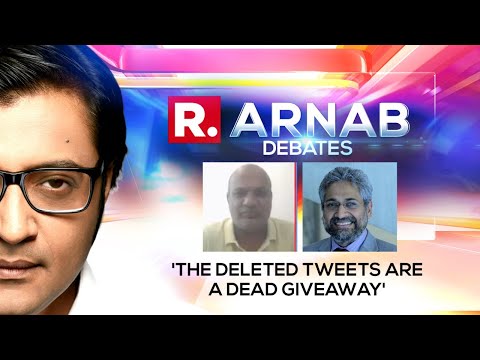 R. ARNAB
DEBATES
'THE DELETED TWEETS ARE
A DEAD GIVEAWAY'